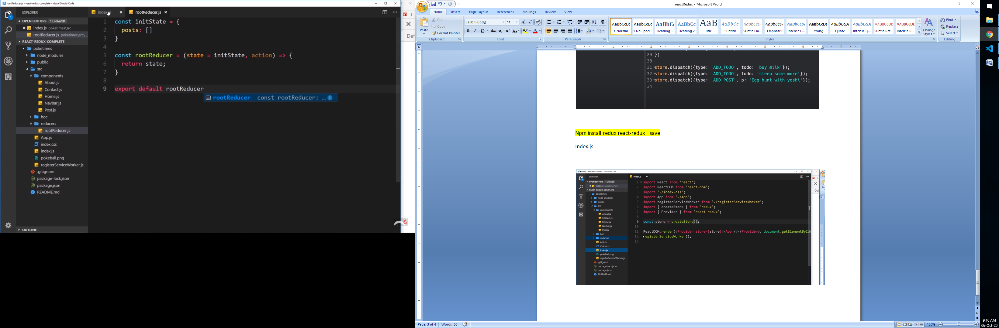 rootReducer.js - react-redux-complete - Visual Studio Code
EXPLORER
OPEN EDITORS 1 UNSAVED
index.js poketimes\src
rootReducer.js poketimes\src\...
REACT-REDUX-COMPLETE
poketimes
node_modules
public
src
components
About.js
Contact.js
Home.js
Navbar.js
Post.js
hoc
reducers
rootReducer.js
App.js
index.css
index.js
pokeball.png
registerServiceWorker.js
.gitignore
package-lock.json
package.json
README.md
OUTLINE
rootReducer.js
1 const initState = {
2 posts: []
3 }
4
5 const rootReducer = (state = initState, action) => {
6 return state;
7 }
8
9 export default rootReducer
rootReducer const rootReducer: …
Def
reactRedux - Microsoft Word
Home Insert Page Layout References Mailings Review View
Paste
Cut
Copy
Format Painter
Clipboard
Calibri (Body) 11
Font
Paragraph
AaBbCcDc AaBbCcDc AaBbC AaBbCc AaB AaBbCc. AaBbCcDc AaBbCcDc AaBbCcDc AaBbCcDc AaBbCcDc AaBbCcDc AABBCCDC AABBCCDC
¶ Normal ¶ No Spaci... Heading 1 Heading 2 Title Subtitle Subtle Em... Emphasis Intense E... Strong Quote Intense Q... Subtle Ref... Intense R...
Change Styles
Styles
Find
Replace
Select
Editing
29 })
30
31 store.dispatch({type: 'ADD_TODO', todo: 'buy milk'});
32 store.dispatch({type: 'ADD_TODO', todo: 'sleep some more'});
33 store.dispatch({type: 'ADD_POST', p: 'Egg hunt with yoshi'});
34
Npm install redux react-redux –save
Index.js
index.js - react-redux-complete - Visual Studio Code
EXPLORER
OPEN EDITORS 1 UNSAVED
index.js poketimes\src
REACT-REDUX-COMPLETE
poketimes
node_modules
public
src
components
About.js
Contact.js
Home.js
Navbar.js
Post.js
hoc
reducers
App.js
index.css
index.js
pokeball.png
registerServiceWorker.js
.gitignore
package-lock.json
package.json
README.md
index.js
1 import React from 'react';
2 import ReactDOM from 'react-dom';
3 import './index.css';
4 import App from './App';
5 import registerServiceWorker from './registerServiceWorker';
6 import { createStore } from 'redux';
7 import { Provider } from 'react-redux';
8
9 const store = createStore();
10
11 ReactDOM.render(<Provider store={store}><App /></Provider>, document.getElementById
12 registerServiceWorker();
13
Def
Page: 3 of 4 Words: 30
130%
9:10 AM
06-Oct-20